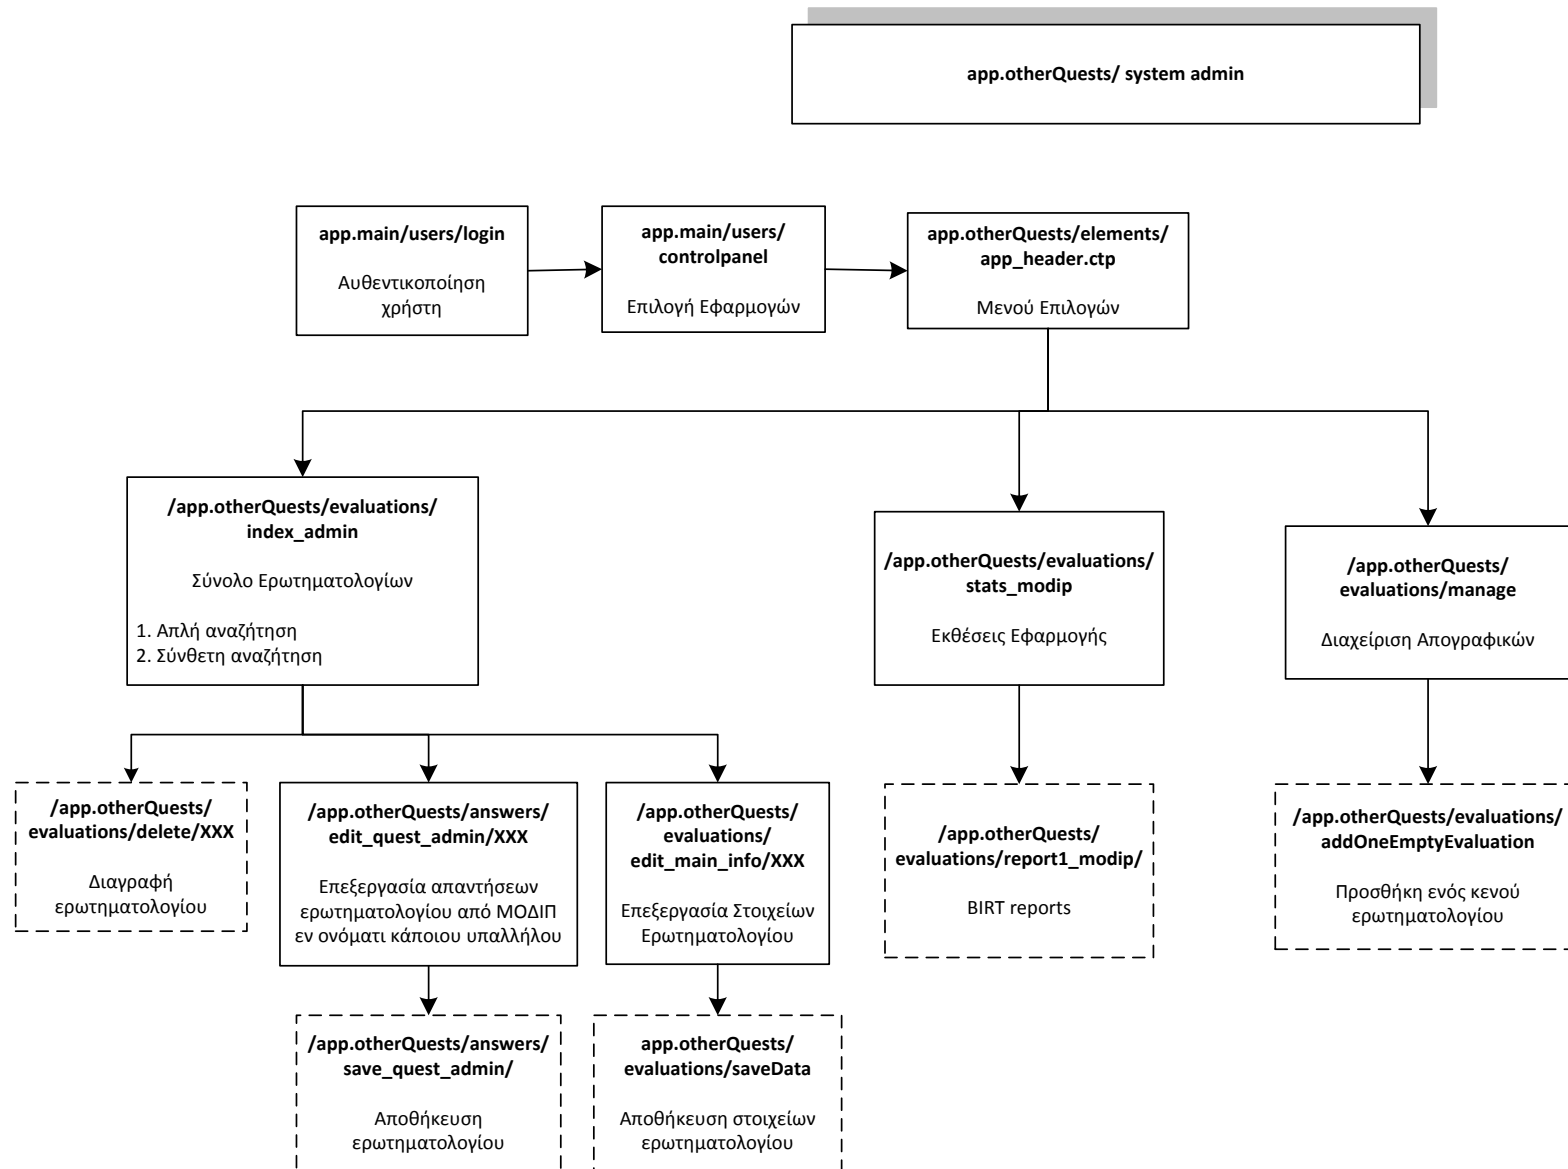 app.otherQuests/ system admin
app.main/users/login
Αυθεντικοποίηση
χρήστη
app.main/users/
controlpanel
Επιλογή Εφαρμογών
app.otherQuests/elements/
app_header.ctp
Μενού Επιλογών
/app.otherQuests/evaluations/
index_admin
Σύνολο Ερωτηματολογίων
1. Απλή αναζήτηση
2. Σύνθετη αναζήτηση
/app.otherQuests/evaluations/
stats_modip
Εκθέσεις Εφαρμογής
/app.otherQuests/
evaluations/manage
Διαχείριση Απογραφικών
/app.otherQuests/
evaluations/delete/XXX
Διαγραφή
ερωτηματολογίου
/app.otherQuests/answers/
edit_quest_admin/XXX
Επεξεργασία απαντήσεων
ερωτηματολογίου από ΜΟΔΙΠ
εν ονόματι κάποιου υπαλλήλου
/app.otherQuests/
evaluations/
edit_main_info/XXX
Επεξεργασία Στοιχείων
Ερωτηματολογίου
/app.otherQuests/
evaluations/report1_modip/
BIRT reports
/app.otherQuests/evaluations/
addOneEmptyEvaluation
Προσθήκη ενός κενού
ερωτηματολογίου
/app.otherQuests/answers/
save_quest_admin/
Αποθήκευση
ερωτηματολογίου
app.otherQuests/
evaluations/saveData
Αποθήκευση στοιχείων
ερωτηματολογίου